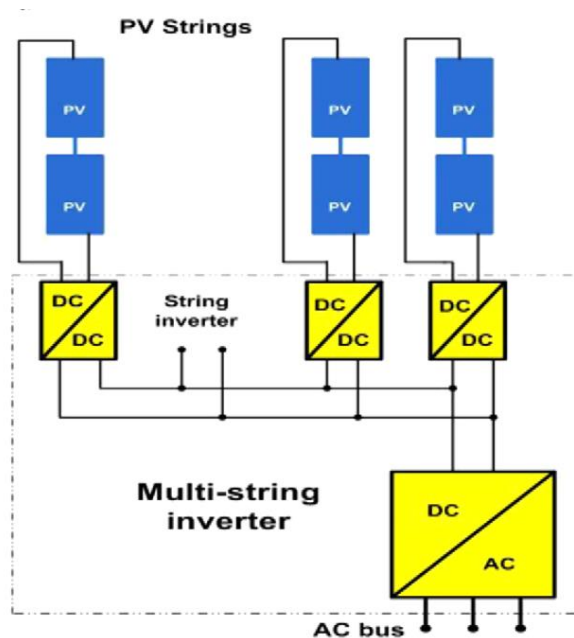 PV Strings
PV
PV
PV
PV
PV
PV
DC
DC
String
inverter
DC
DC
DC
DC
Multi-string
inverter
DC
AC
AC bus